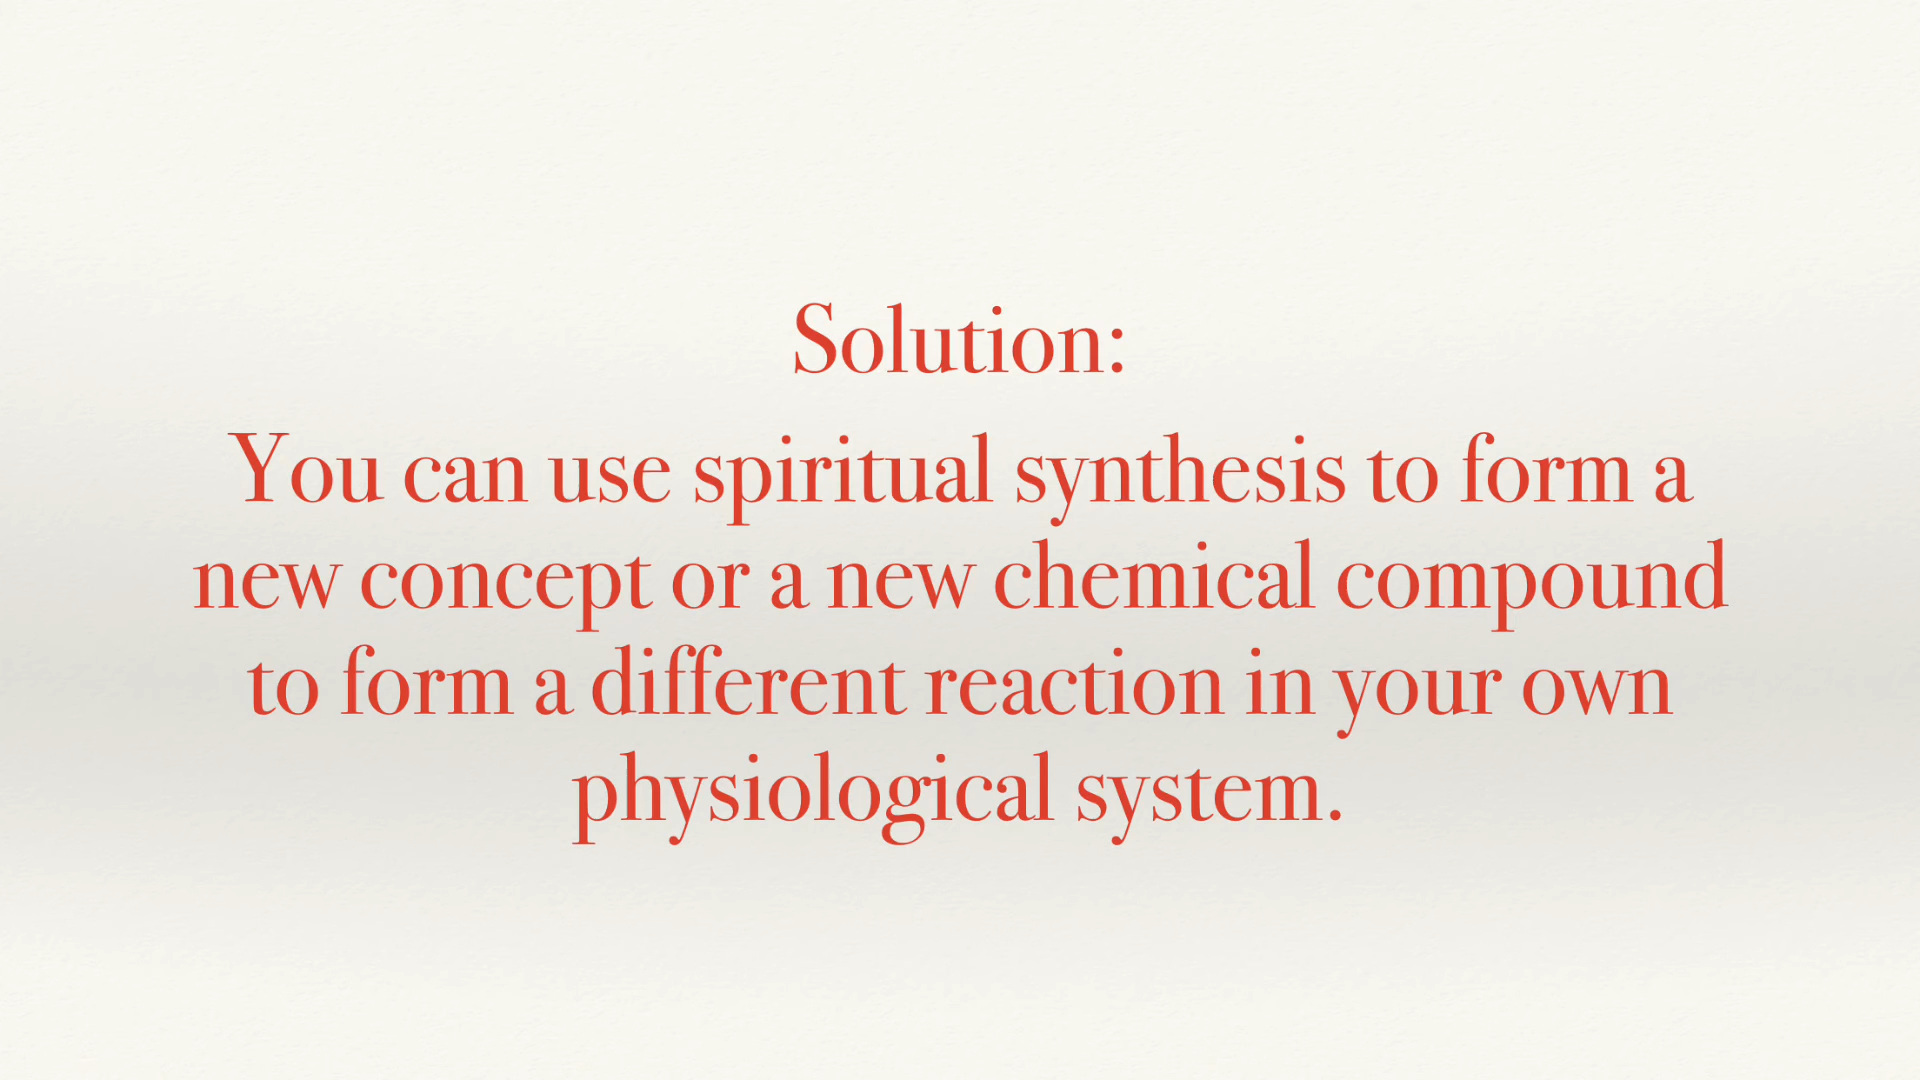 Solution:
You can use spiritual synthesis to form a
new concept or a new chemical compound
to form a different reaction in your own
physiological system.